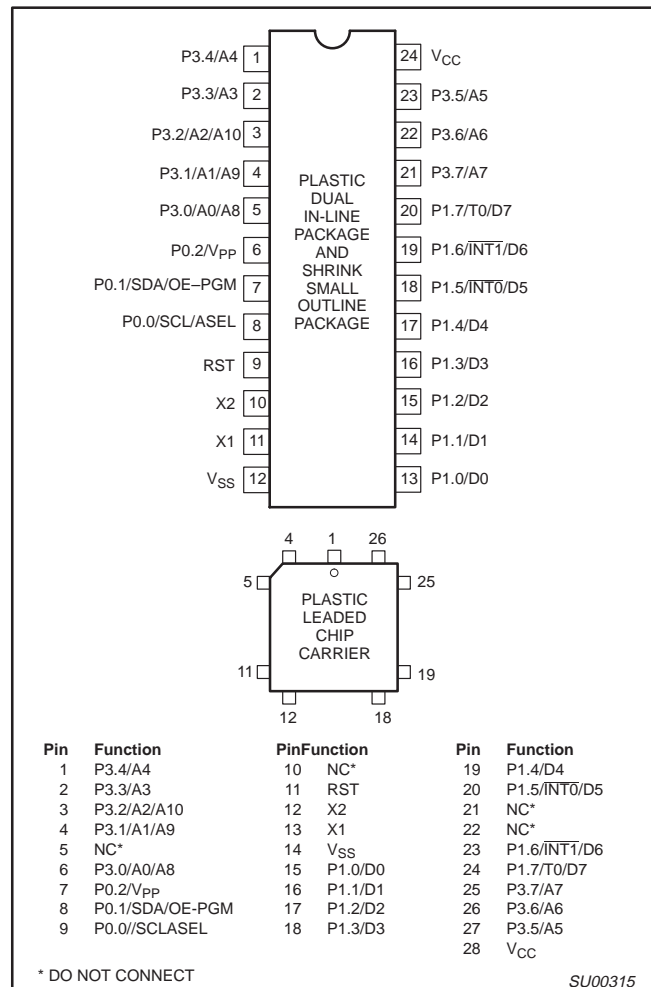 P3.4/A4 1 24 VCC
P3.3/A3 2 23 P3.5/A5
P3.2/A2/A10 3 22 P3.6/A6
P3.1/A1/A9 4 21 P3.7/A7
P3.0/A0/A8 5 20 P1.7/T0/D7
P0.2/VPP 6 19 P1.6/INT1/D6
P0.1/SDA/OE–PGM 7 18 P1.5/INT0/D5
P0.0/SCL/ASEL 8 17 P1.4/D4
RST 9 16 P1.3/D3
X2 10 15 P1.2/D2
X1 11 14 P1.1/D1
VSS 12 13 P1.0/D0
PLASTIC
DUAL
IN-LINE
PACKAGE
AND
SHRINK
SMALL
OUTLINE
PACKAGE
4 1 26
5 25
PLASTIC
LEADED
CHIP
CARRIER
11 19
12 18
Pin Function
1 P3.4/A4
2 P3.3/A3
3 P3.2/A2/A10
4 P3.1/A1/A9
5 NC*
6 P3.0/A0/A8
7 P0.2/VPP
8 P0.1/SDA/OE-PGM
9 P0.0//SCLASEL
PinFunction
10 NC*
11 RST
12 X2
13 X1
14 VSS
15 P1.0/D0
16 P1.1/D1
17 P1.2/D2
18 P1.3/D3
Pin Function
19 P1.4/D4
20 P1.5/INT0/D5
21 NC*
22 NC*
23 P1.6/INT1/D6
24 P1.7/T0/D7
25 P3.7/A7
26 P3.6/A6
27 P3.5/A5
28 VCC
* DO NOT CONNECT
SU00315